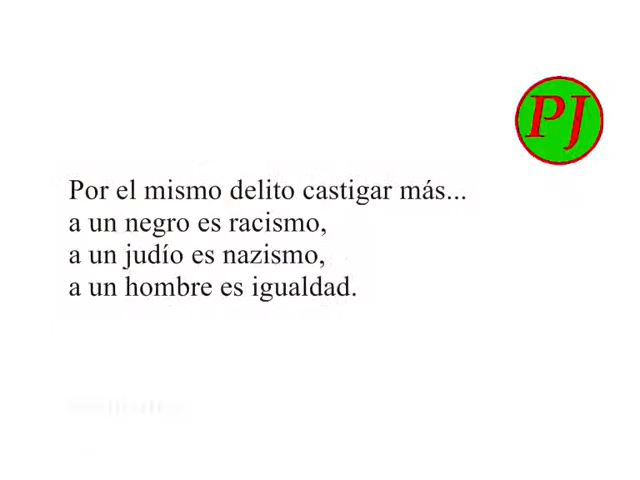 PJ
Por el mismo delito castigar más...
a un negro es racismo,
a un judío es nazismo,
a un hombre es igualdad.